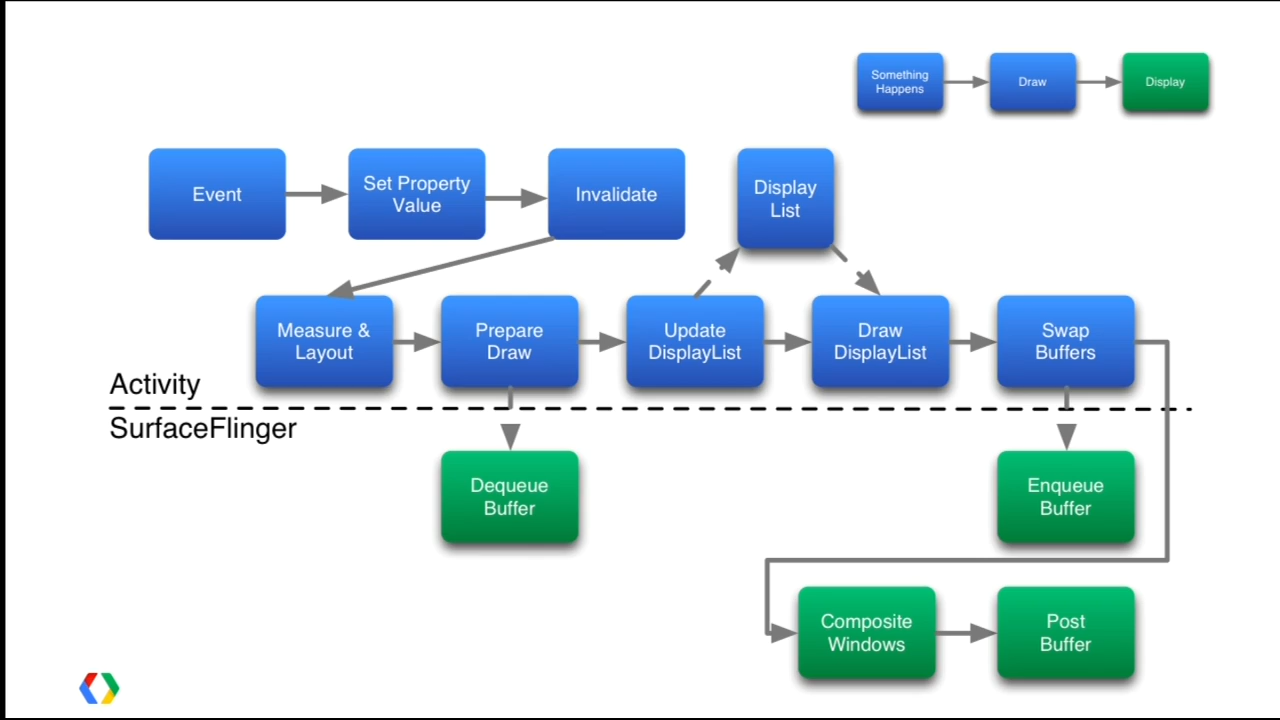 Something
Happens
Draw
Display
Event
Set Property
Value
Invalidate
Display
List
Measure &
Layout
Prepare
Draw
Update
DisplayList
Draw
DisplayList
Swap
Buffers
Activity
SurfaceFlinger
Dequeue
Buffer
Enqueue
Buffer
Composite
Windows
Post
Buffer